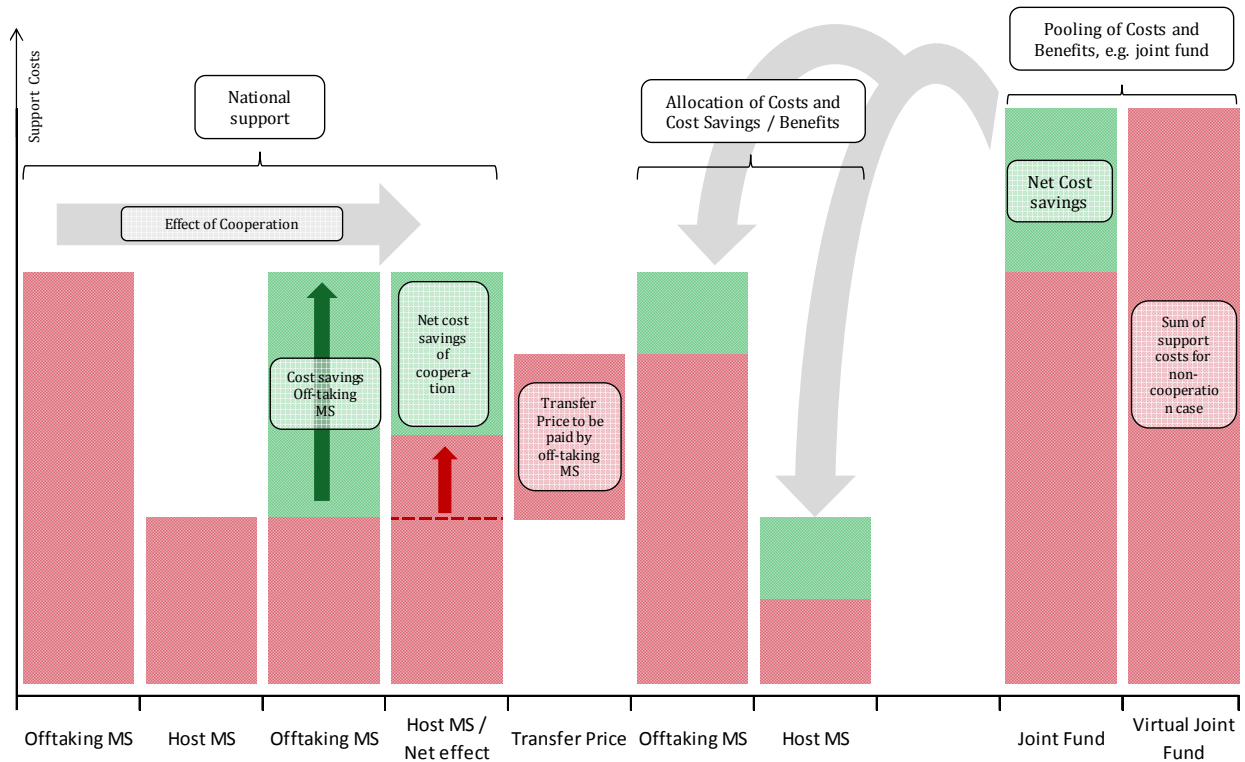 Support Costs
National
support
Effect of Cooperation
Cost savings
Off-taking
MS
Net cost
savings
of
coopera-
tion
Transfer
Price to be
paid by
off-taking
MS
Allocation of Costs and
Cost Savings / Benefits
Pooling of Costs and
Benefits, e.g. joint fund
Net Cost
savings
Sum of
support
costs for
non-
cooperatio
n case
Offtaking MS
Host MS
Offtaking MS
Host MS /
Net effect
Transfer Price
Offtaking MS
Host MS
Joint Fund
Virtual Joint
Fund